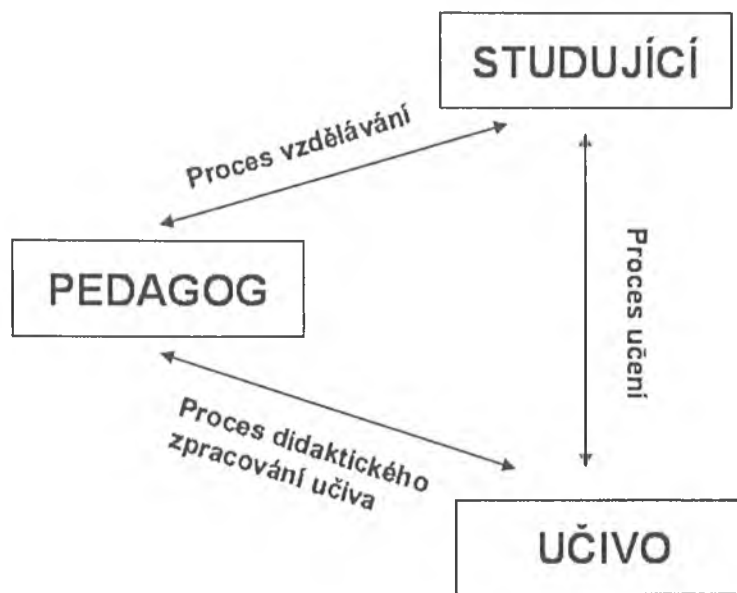 STUDUJÍCÍ
Proces vzdělávání
PEDAGOG
Proces učení
Proces didaktického
zpracování učiva
UČIVO